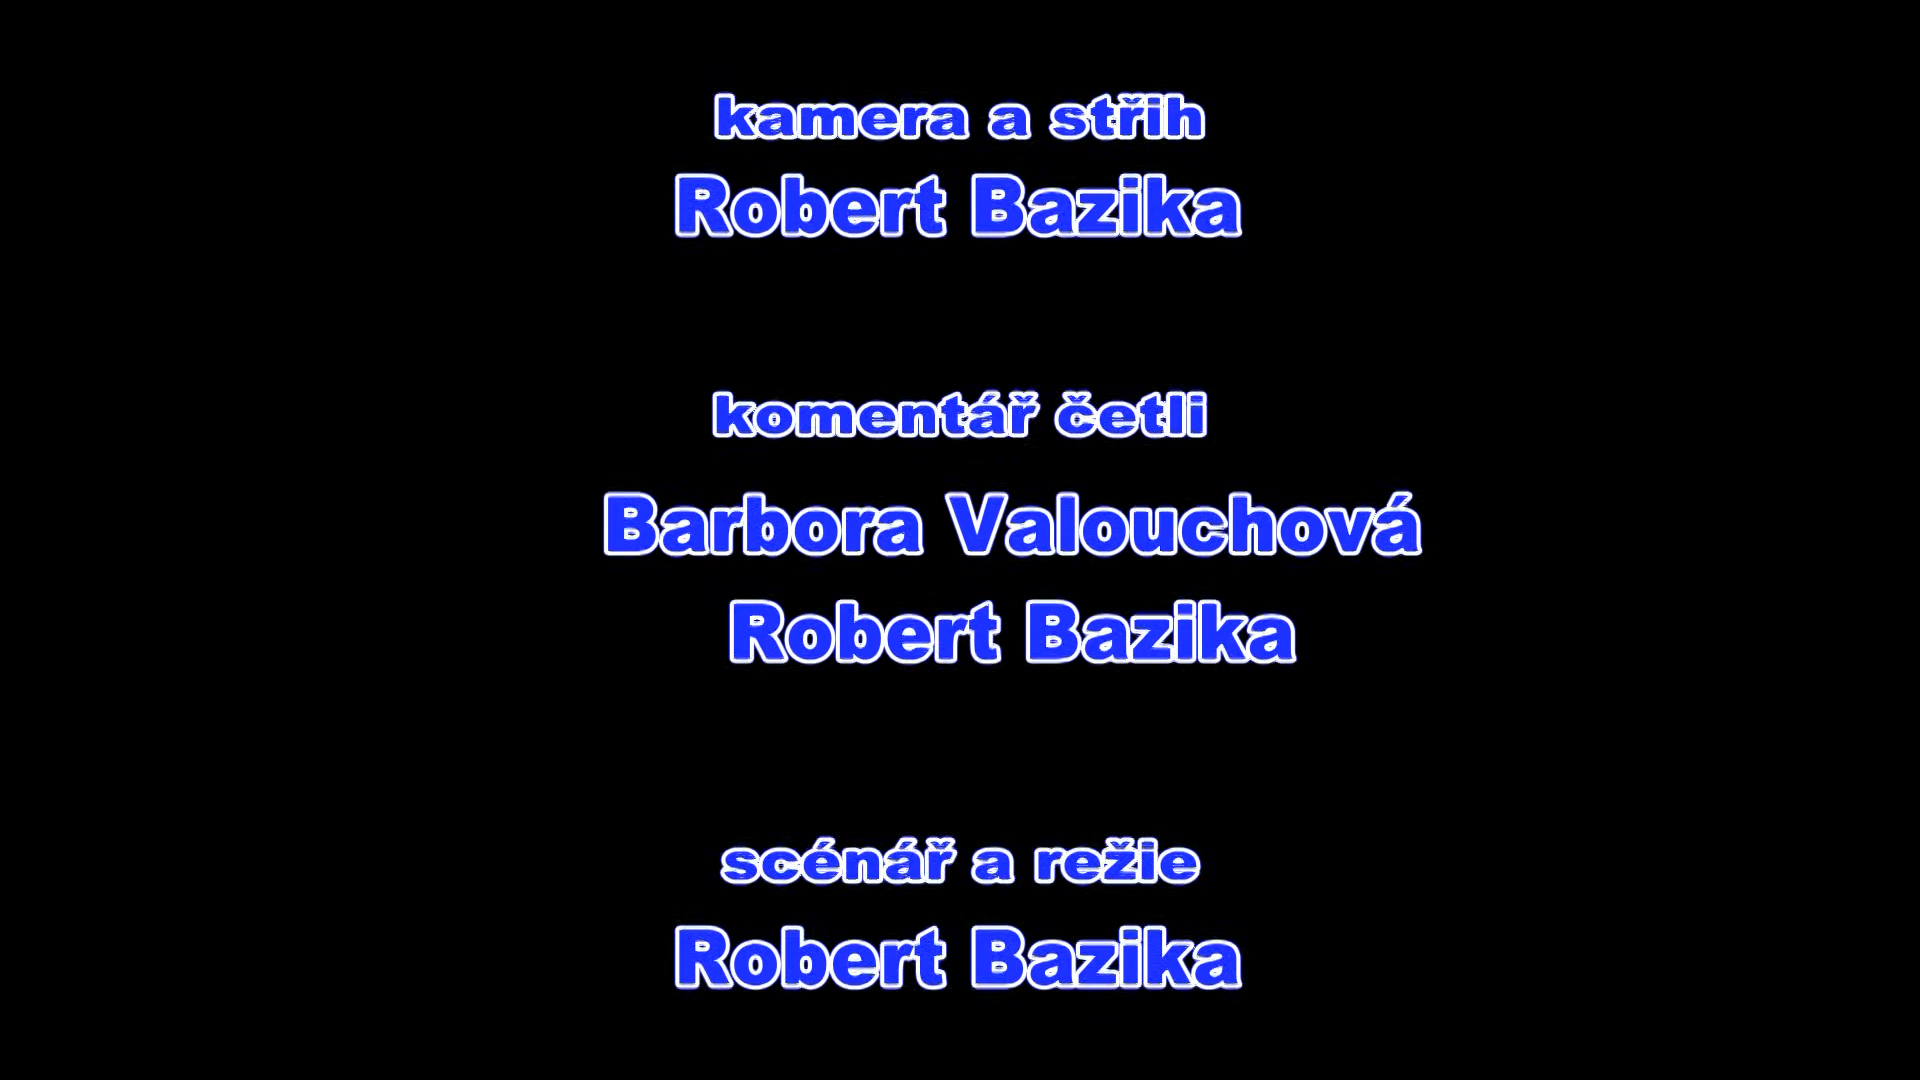 kamera a střih
Robert Bazika
komentář četli
Barbora Valouchová
Robert Bazika
scénář a režie
Robert Bazika